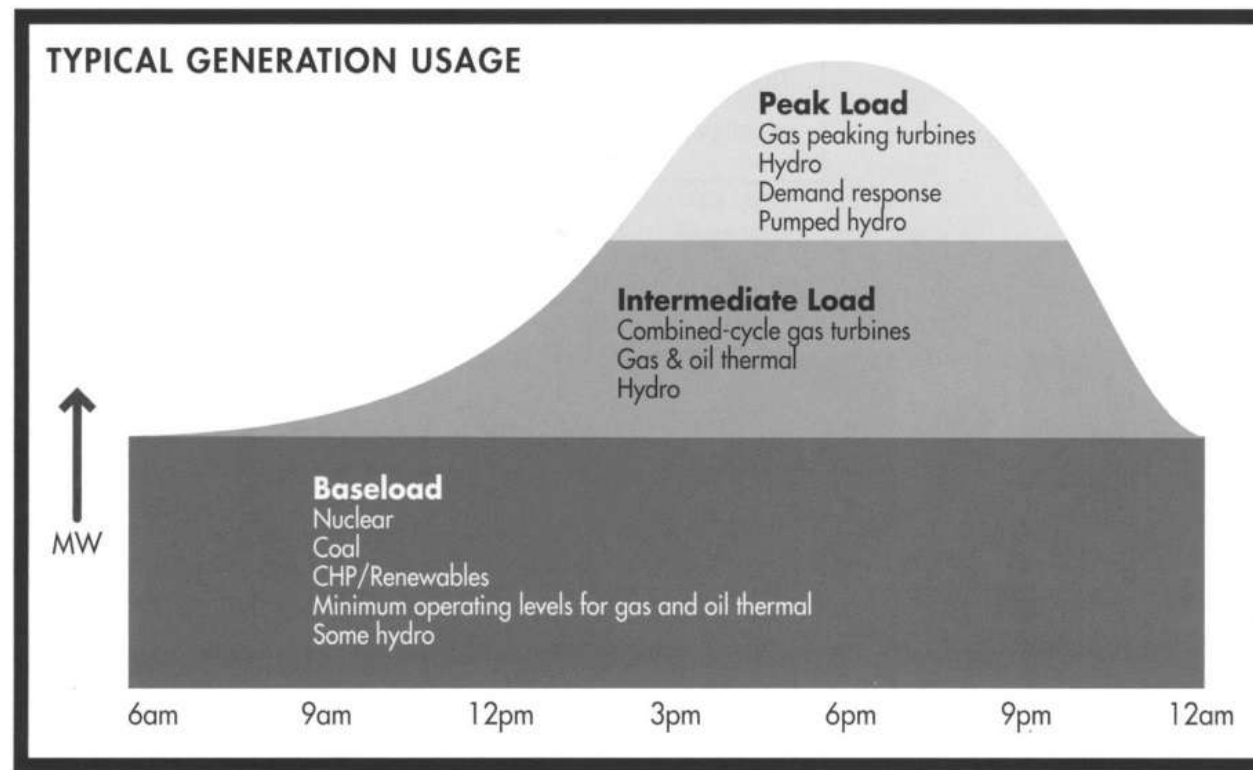 TYPICAL GENERATION USAGE
Peak Load
Gas peaking turbines
Hydro
Demand response
Pumped hydro
Intermediate Load
Combined-cycle gas turbines
Gas & oil thermal
Hydro
Baseload
Nuclear
Coal
CHP/Renewables
Minimum operating levels for gas and oil thermal
Some hydro
MW
6am 9am 12pm 3pm 6pm 9pm 12am